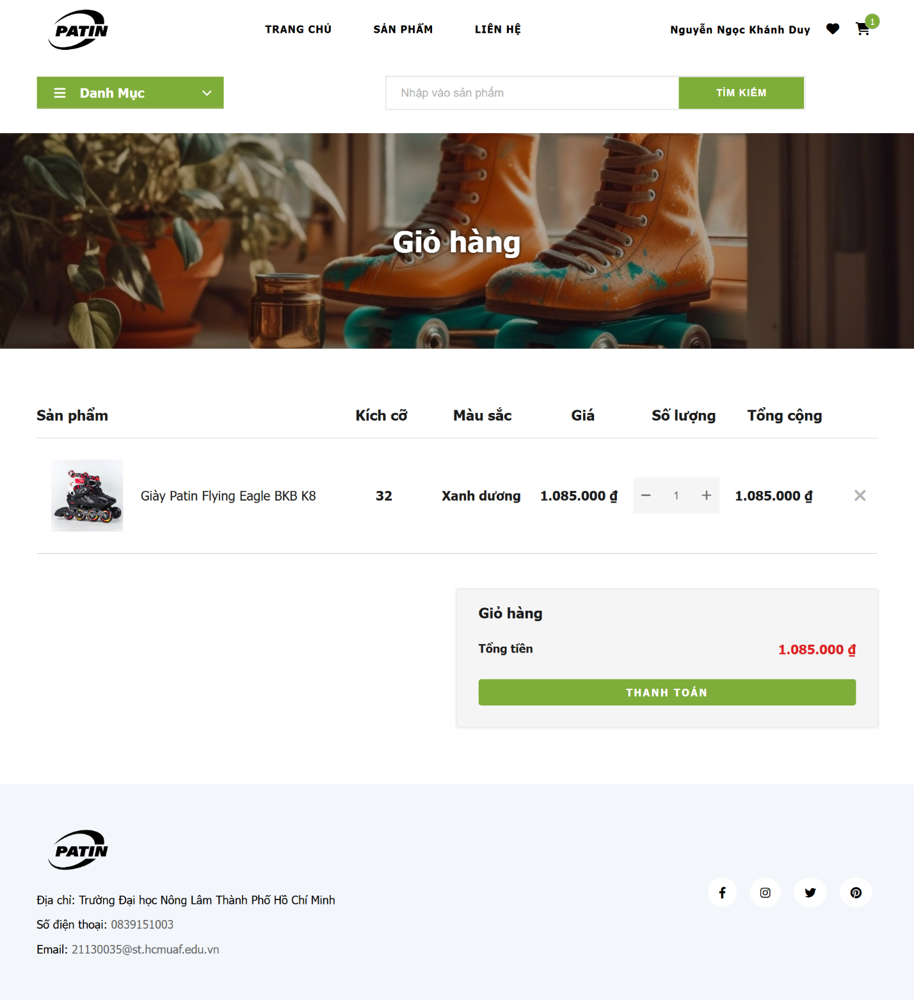 PATIN
TRANG CHỦ SẢN PHẨM LIÊN HỆ Nguyễn Ngọc Khánh Duy 1
Danh Mục Nhập vào sản phẩm TÌM KIẾM
Giỏ hàng
Sản phẩm Kích cỡ Màu sắc Giá Số lượng Tổng cộng
Giày Patin Flying Eagle BKB K8 32 Xanh dương 1.085.000 ₫ 1 1.085.000 ₫
Giỏ hàng
Tổng tiền 1.085.000 ₫
THANH TOÁN
PATIN
Địa chỉ: Trường Đại học Nông Lâm Thành Phố Hồ Chí Minh
Số điện thoại: 0839151003
Email: 21130035@st.hcmuaf.edu.vn